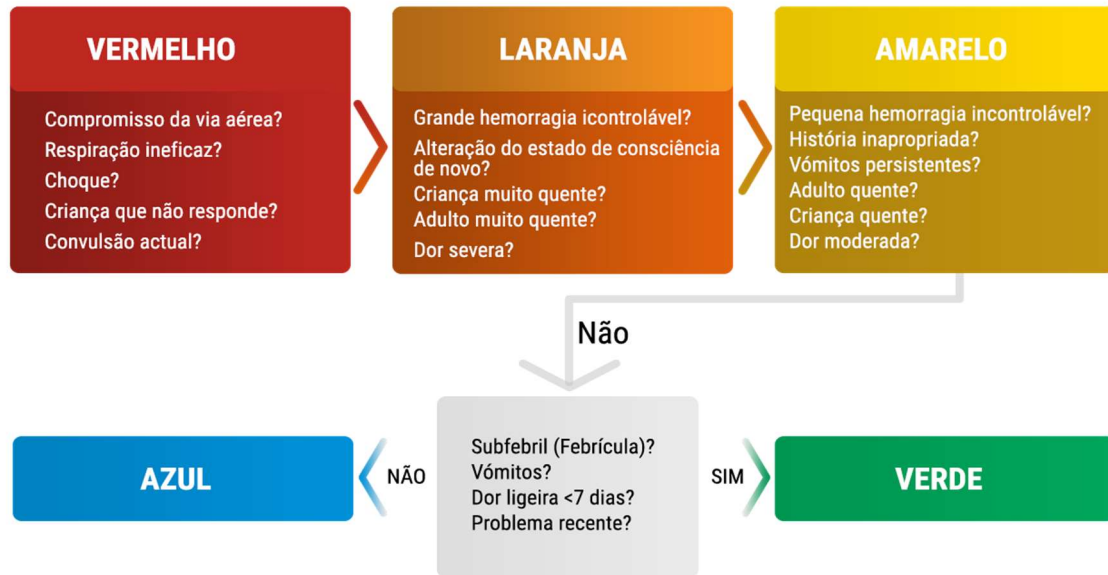 VERMELHO
Compromisso da via aérea?
Respiração ineficaz?
Choque?
Criança que não responde?
Convulsão actual?
LARANJA
Grande hemorragia icontrolável?
Alteração do estado de consciência
de novo?
Criança muito quente?
Adulto muito quente?
Dor severa?
AMARELO
Pequena hemorragia incontrolável?
História inapropriada?
Vómitos persistentes?
Adulto quente?
Criança quente?
Dor moderada?
Não
AZUL
NÃO
Subfebril (Febrícula)?
Vómitos?
Dor ligeira <7 dias?
Problema recente?
SIM
VERDE